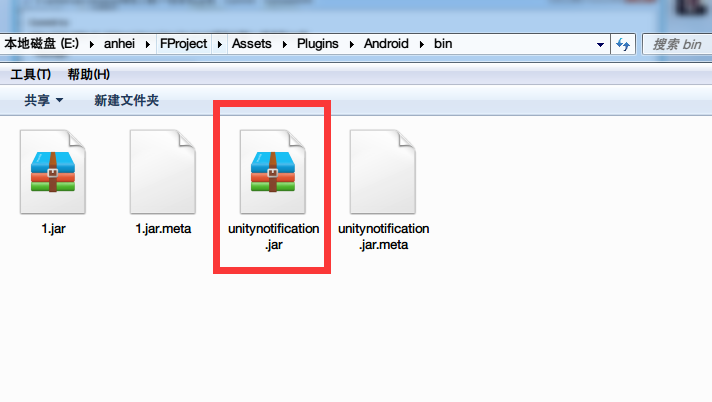 本地磁盘 (E:) anhei FProject Assets Plugins Android bin 搜索 bin
工具(T) 帮助(H)
共享 新建文件夹
1.jar 1.jar.meta unitynotification unitynotification
.jar .jar.meta